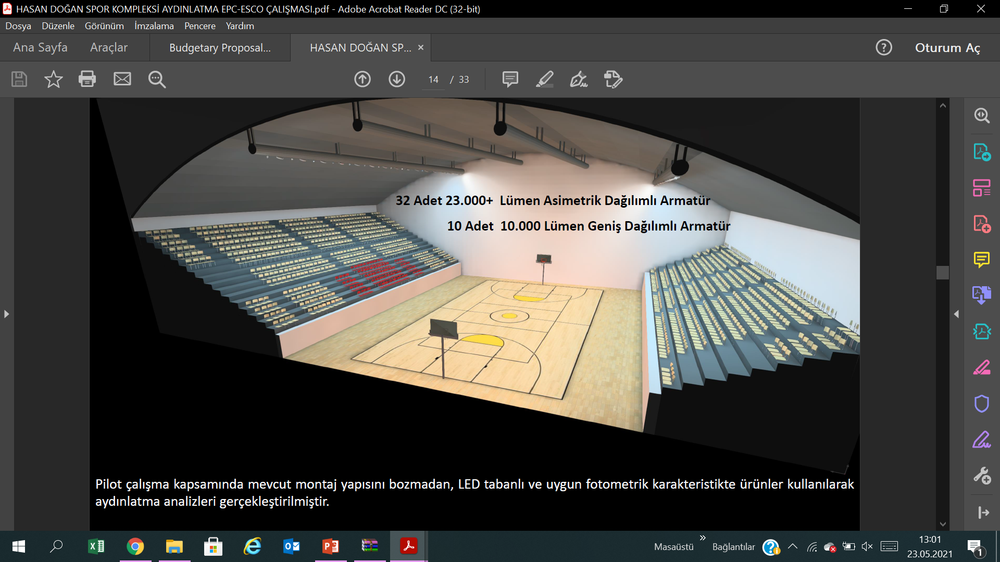 HASAN DOĞAN SPOR KOMPLEKSİ AYDINLATMA EPC-ESCO ÇALIŞMASI.pdf - Adobe Acrobat Reader DC (32-bit)
Dosya Düzenle Görünüm İmzalama Pencere Yardım
Ana Sayfa Araçlar Budgetary Proposal... HASAN DOĞAN SP... × ? Oturum Aç
14 / 33
32 Adet 23.000+ Lümen Asimetrik Dağılımlı Armatür
10 Adet 10.000 Lümen Geniş Dağılımlı Armatür
Pilot çalışma kapsamında mevcut montaj yapısını bozmadan, LED tabanlı ve uygun fotometrik karakteristikte ürünler kullanılarak
aydınlatma analizleri gerçekleştirilmiştir.
Masaüstü » Bağlantılar
13:01
23.05.2021
1